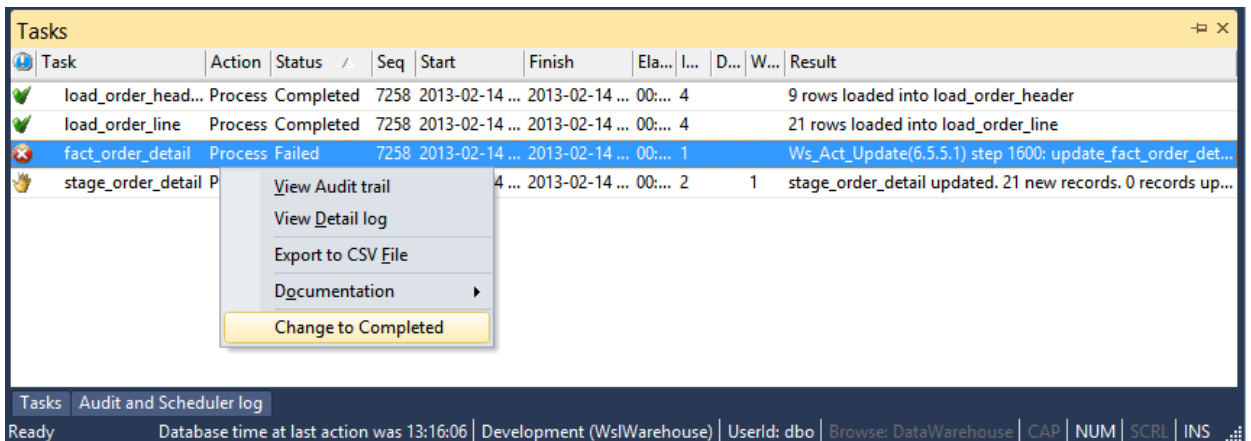 Tasks
Task Action Status Seq Start Finish Ela... I... D... W... Result
load_order_head... Process Completed 7258 2013-02-14 ... 2013-02-14 ... 00:... 4 9 rows loaded into load_order_header
load_order_line Process Completed 7258 2013-02-14 ... 2013-02-14 ... 00:... 4 21 rows loaded into load_order_line
fact_order_detail Process Failed 7258 2013-02-14 ... 2013-02-14 ... 00:... 1 Ws_Act_Update(6.5.5.1) step 1600: update_fact_order_det...
stage_order_detail P 4 ... 2013-02-14 ... 00:... 2 1 stage_order_detail updated. 21 new records. 0 records up...
View Audit trail
View Detail log
Export to CSV File
Documentation
Change to Completed
Tasks Audit and Scheduler log
Ready Database time at last action was 13:16:06 Development (WslWarehouse) UserId: dbo Browse: DataWarehouse CAP NUM SCRL INS